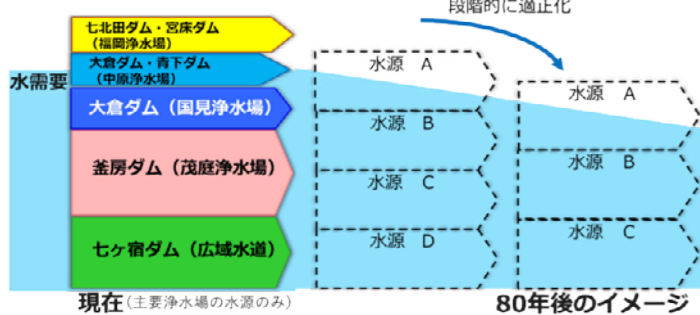 段階的に適正化
七北田ダム・宮床ダム
（福岡浄水場）
大倉ダム・青下ダム
（中原浄水場）
水需要
大倉ダム（国見浄水場）
釜房ダム（茂庭浄水場）
七ヶ宿ダム（広域水道）
水源　A
水源　B
水源　C
水源　D
水源　A
水源　B
水源　C
現在（主要浄水場の水源のみ）
80年後のイメージ